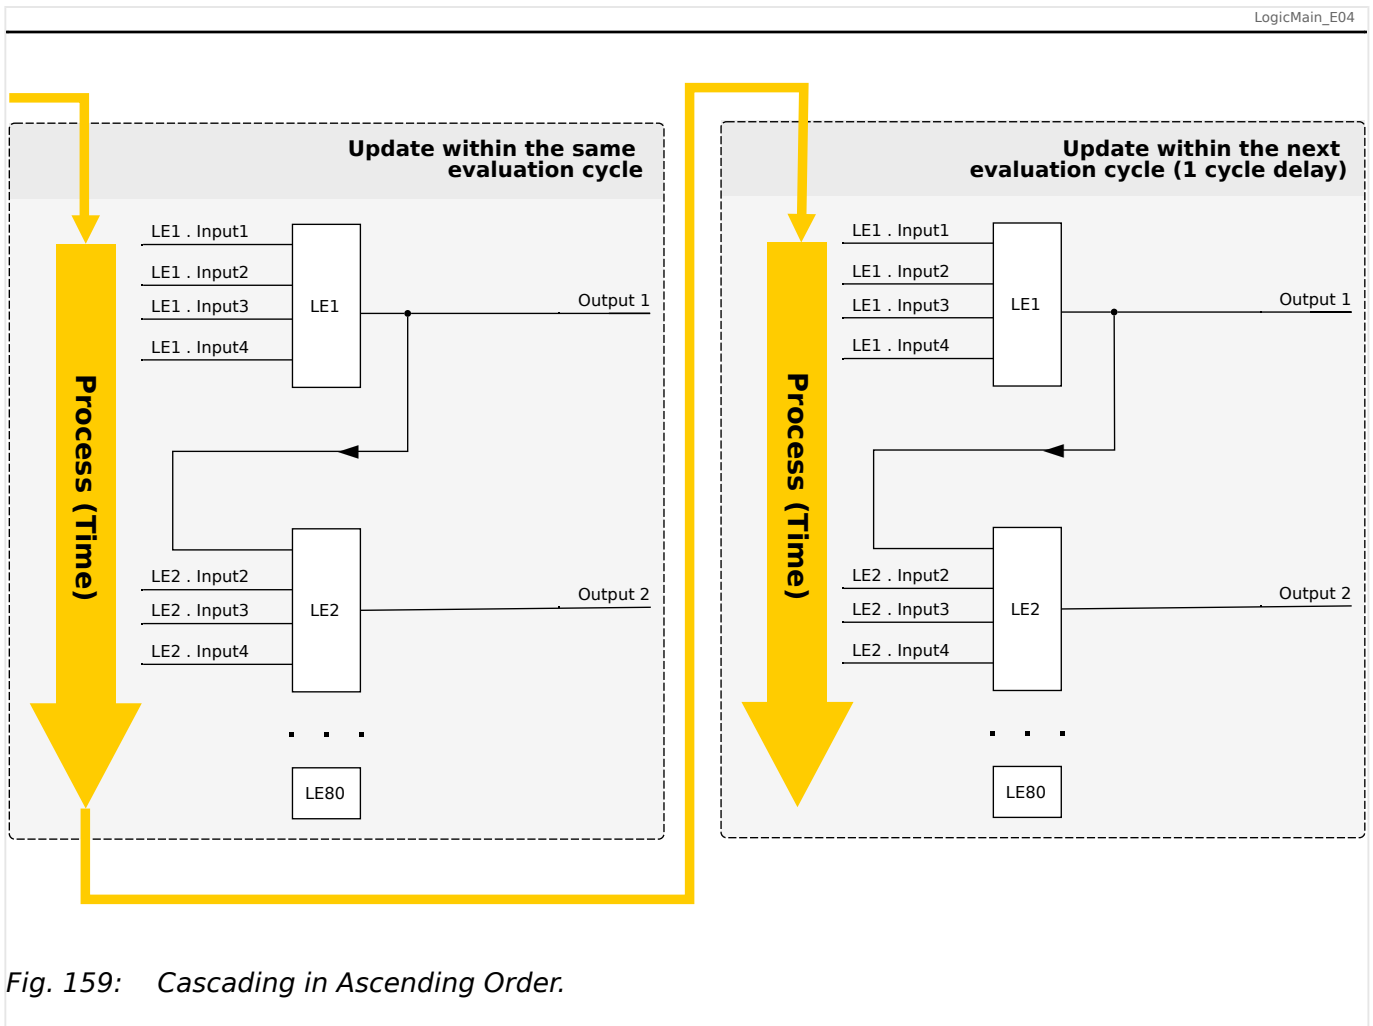 LogicMain_E04
Update within the same
evaluation cycle
LE1 . Input1
LE1 . Input2
LE1 . Input3
LE1 . Input4
LE1
Output 1
Process (Time)
LE2 . Input2
LE2 . Input3
LE2 . Input4
LE2
Output 2
. . .
LE80
Update within the next
evaluation cycle (1 cycle delay)
LE1 . Input1
LE1 . Input2
LE1 . Input3
LE1 . Input4
LE1
Output 1
Process (Time)
LE2 . Input2
LE2 . Input3
LE2 . Input4
LE2
Output 2
. . .
LE80
Fig. 159: Cascading in Ascending Order.